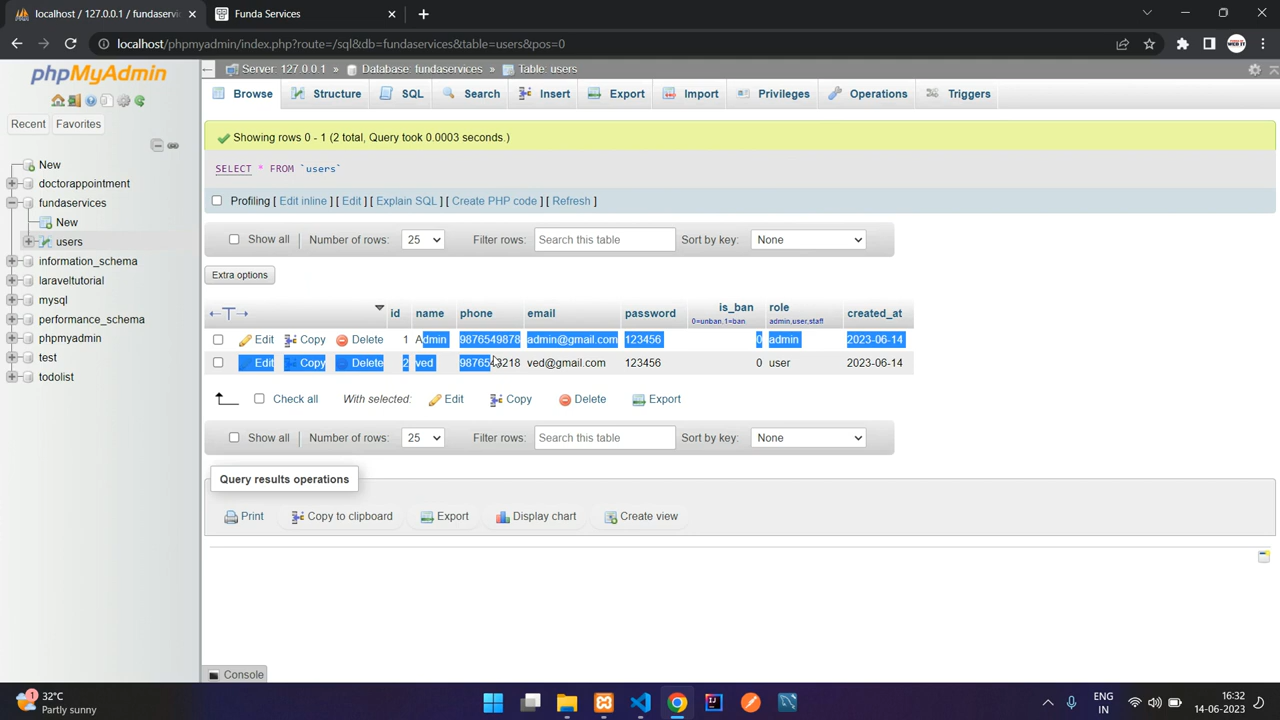 localhost / 127.0.0.1 / fundaservi
Funda Services
localhost/phpmyadmin/index.php?route=/sql&db=fundaservices&table=users&pos=0
phpMyAdmin
Recent
Favorites
New
doctorappointment
fundaservices
New
users
information_schema
laraveltutorial
mysql
performance_schema
phpmyadmin
test
todolist
Server: 127 0 0 1 » Database: fundaservices » Table: users
Browse Structure SQL Search Insert Export Import Privileges Operations Triggers
Showing rows 0 - 1 (2 total, Query took 0.0003 seconds.)
SELECT * FROM `users`
Profiling [ Edit inline ] [ Edit ] [ Explain SQL ] [ Create PHP code ] [ Refresh ]
Show all Number of rows: 25 Filter rows: Search this table Sort by key: None
Extra options
id name phone email password is_ban role created_at
0=unban,1=ban admin,user,staff
Edit Copy Delete 1 Admin 9876549878 admin@gmail.com 123456 0 admin 2023-06-14
Edit Copy Delete 2 ved 9876543218 ved@gmail.com 123456 0 user 2023-06-14
Check all With selected: Edit Copy Delete Export
Show all Number of rows: 25 Filter rows: Search this table Sort by key: None
Query results operations
Print Copy to clipboard Export Display chart Create view
Console
1
32°C
Partly sunny
ENG
IN
16:32
14-06-2023